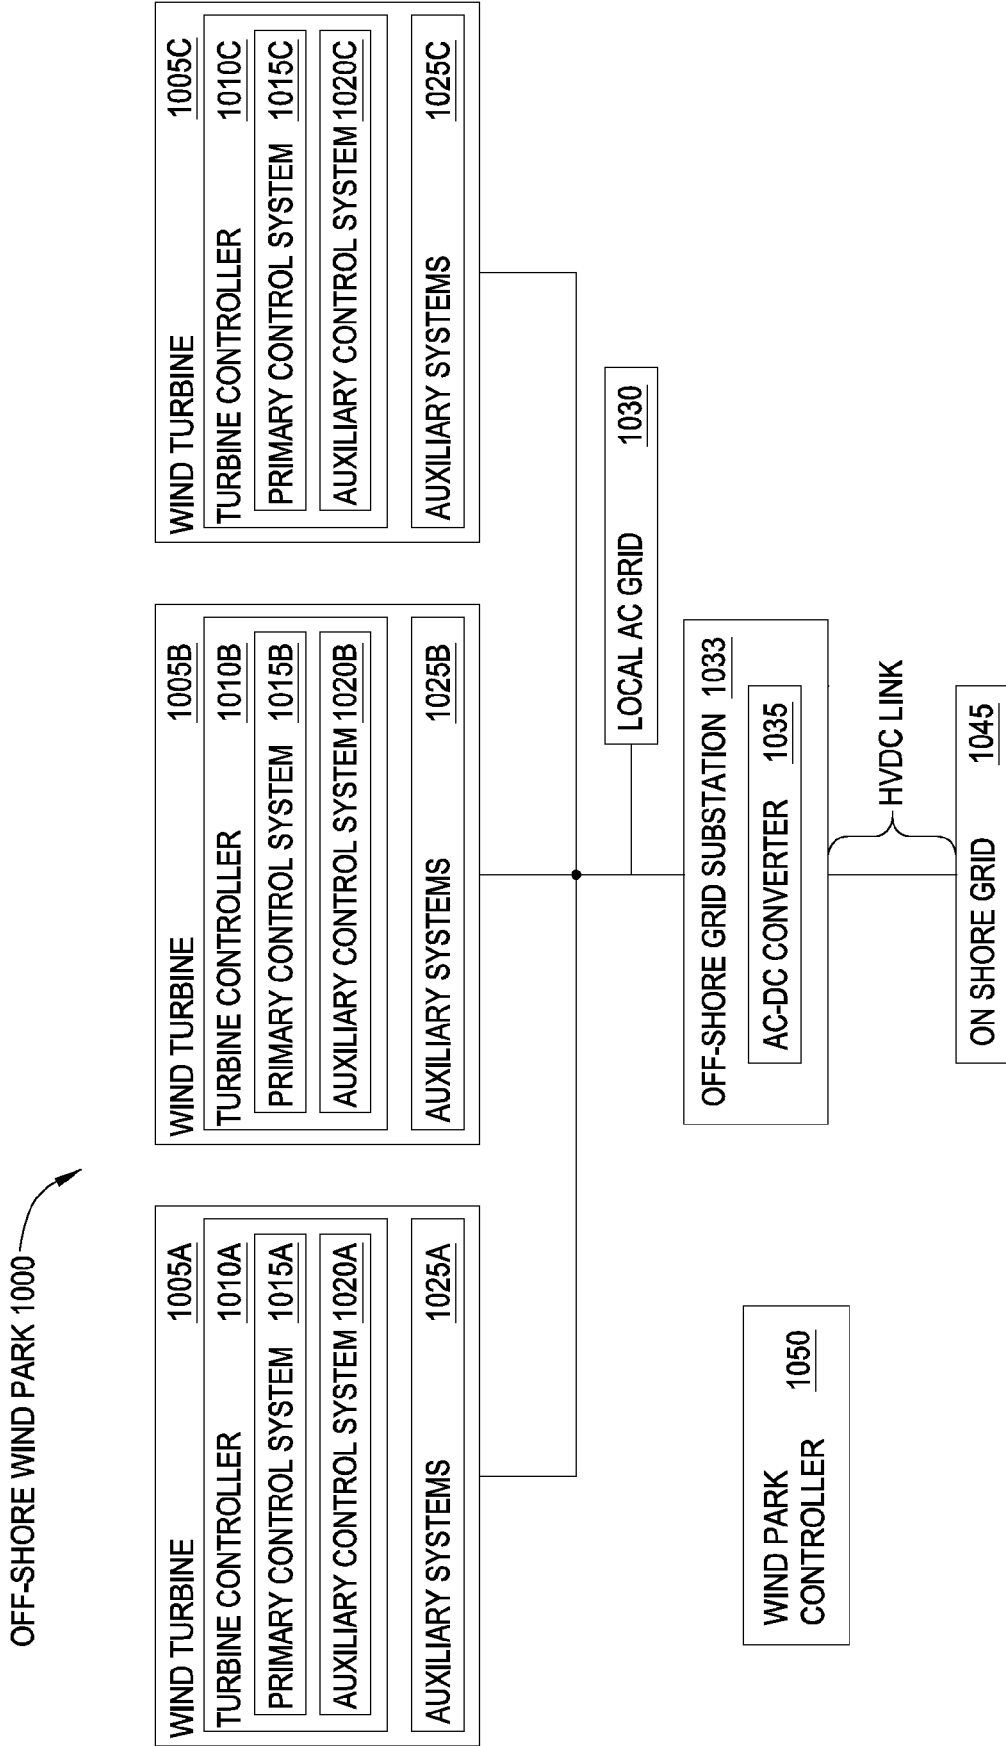 OFF-SHORE WIND PARK 1000
WIND TURBINE 1005A
TURBINE CONTROLLER 1010A
PRIMARY CONTROL SYSTEM 1015A
AUXILIARY CONTROL SYSTEM 1020A
AUXILIARY SYSTEMS 1025A
WIND TURBINE 1005B
TURBINE CONTROLLER 1010B
PRIMARY CONTROL SYSTEM 1015B
AUXILIARY CONTROL SYSTEM 1020B
AUXILIARY SYSTEMS 1025B
WIND TURBINE 1005C
TURBINE CONTROLLER 1010C
PRIMARY CONTROL SYSTEM 1015C
AUXILIARY CONTROL SYSTEM 1020C
AUXILIARY SYSTEMS 1025C
LOCAL AC GRID 1030
OFF-SHORE GRID SUBSTATION 1033
AC-DC CONVERTER 1035
HVDC LINK
ON SHORE GRID 1045
WIND PARK
CONTROLLER 1050